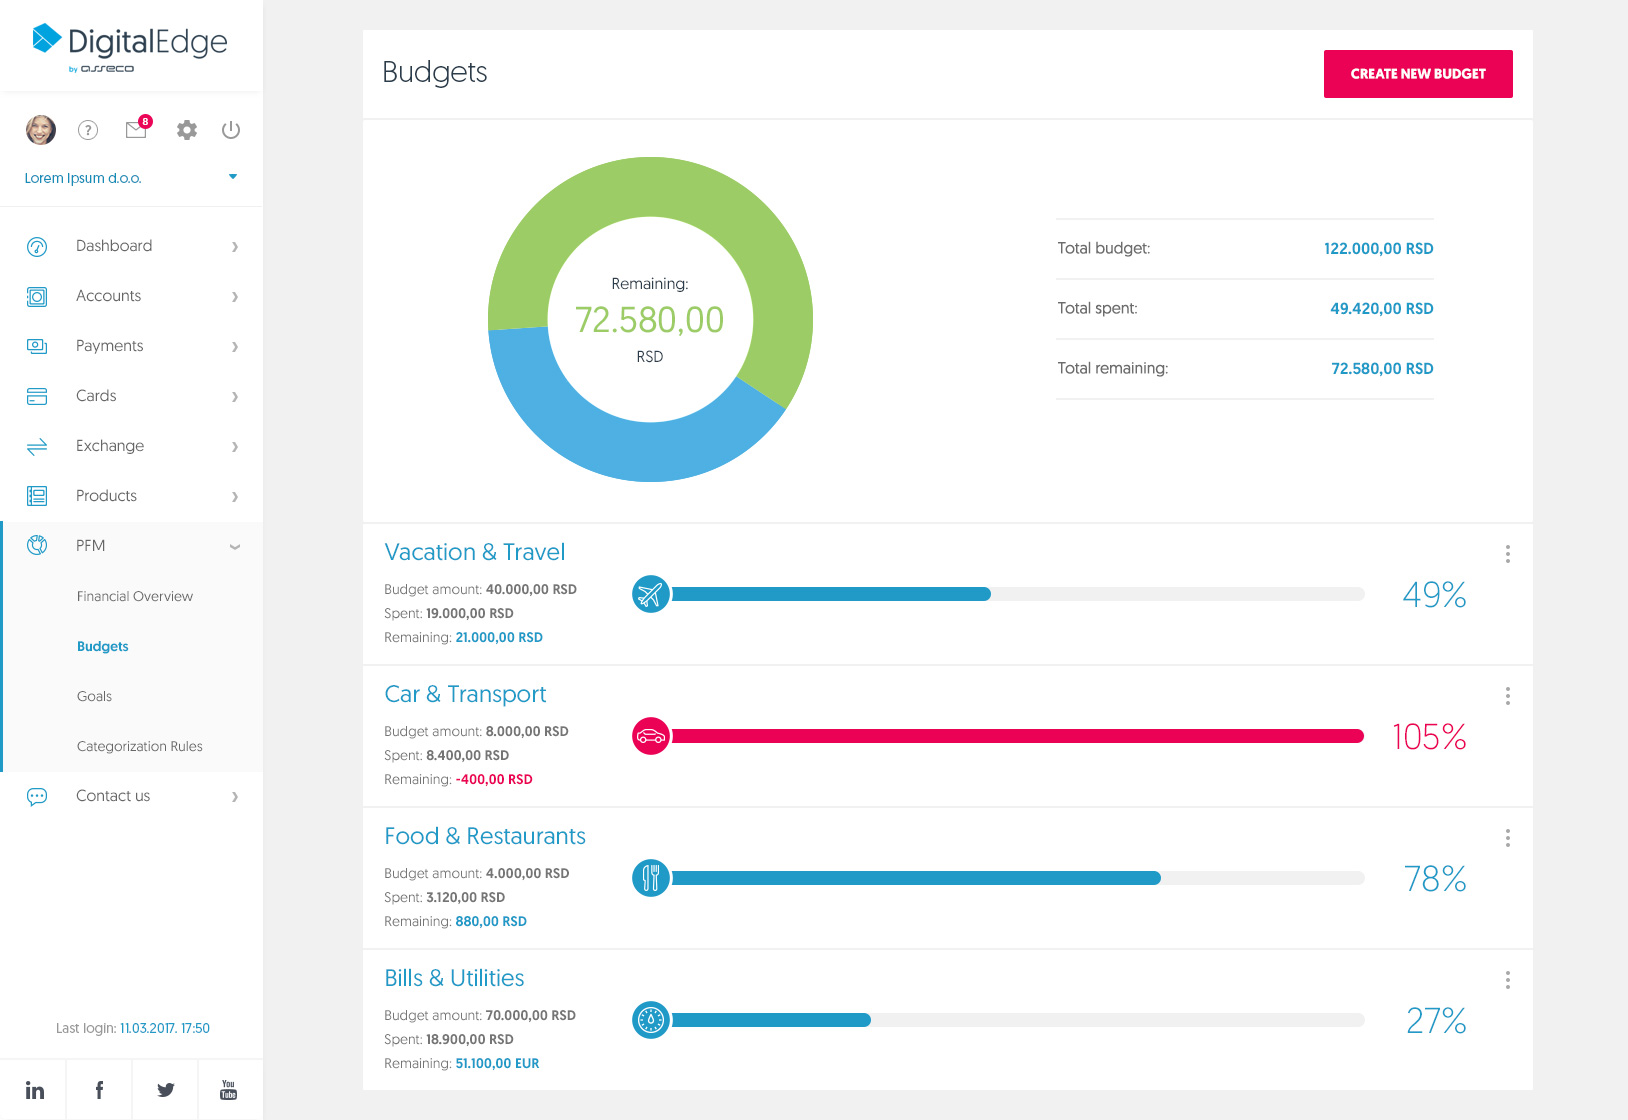 DigitalEdge
by asseco
?
8
Lorem Ipsum d.o.o.
Dashboard
Accounts
Payments
Cards
Exchange
Products
PFM
Financial Overview
Budgets
Goals
Categorization Rules
Contact us
Last login: 11.03.2017. 17:50
in
f
You
Tube
Budgets
CREATE NEW BUDGET
Remaining:
72.580,00
RSD
Total budget: 122.000,00 RSD
Total spent: 49.420,00 RSD
Total remaining: 72.580,00 RSD
Vacation & Travel
Budget amount: 40.000,00 RSD
Spent: 19.000,00 RSD
Remaining: 21.000,00 RSD
49%
Car & Transport
Budget amount: 8.000,00 RSD
Spent: 8.400,00 RSD
Remaining: -400,00 RSD
105%
Food & Restaurants
Budget amount: 4.000,00 RSD
Spent: 3.120,00 RSD
Remaining: 880,00 RSD
78%
Bills & Utilities
Budget amount: 70.000,00 RSD
Spent: 18.900,00 RSD
Remaining: 51.100,00 EUR
27%